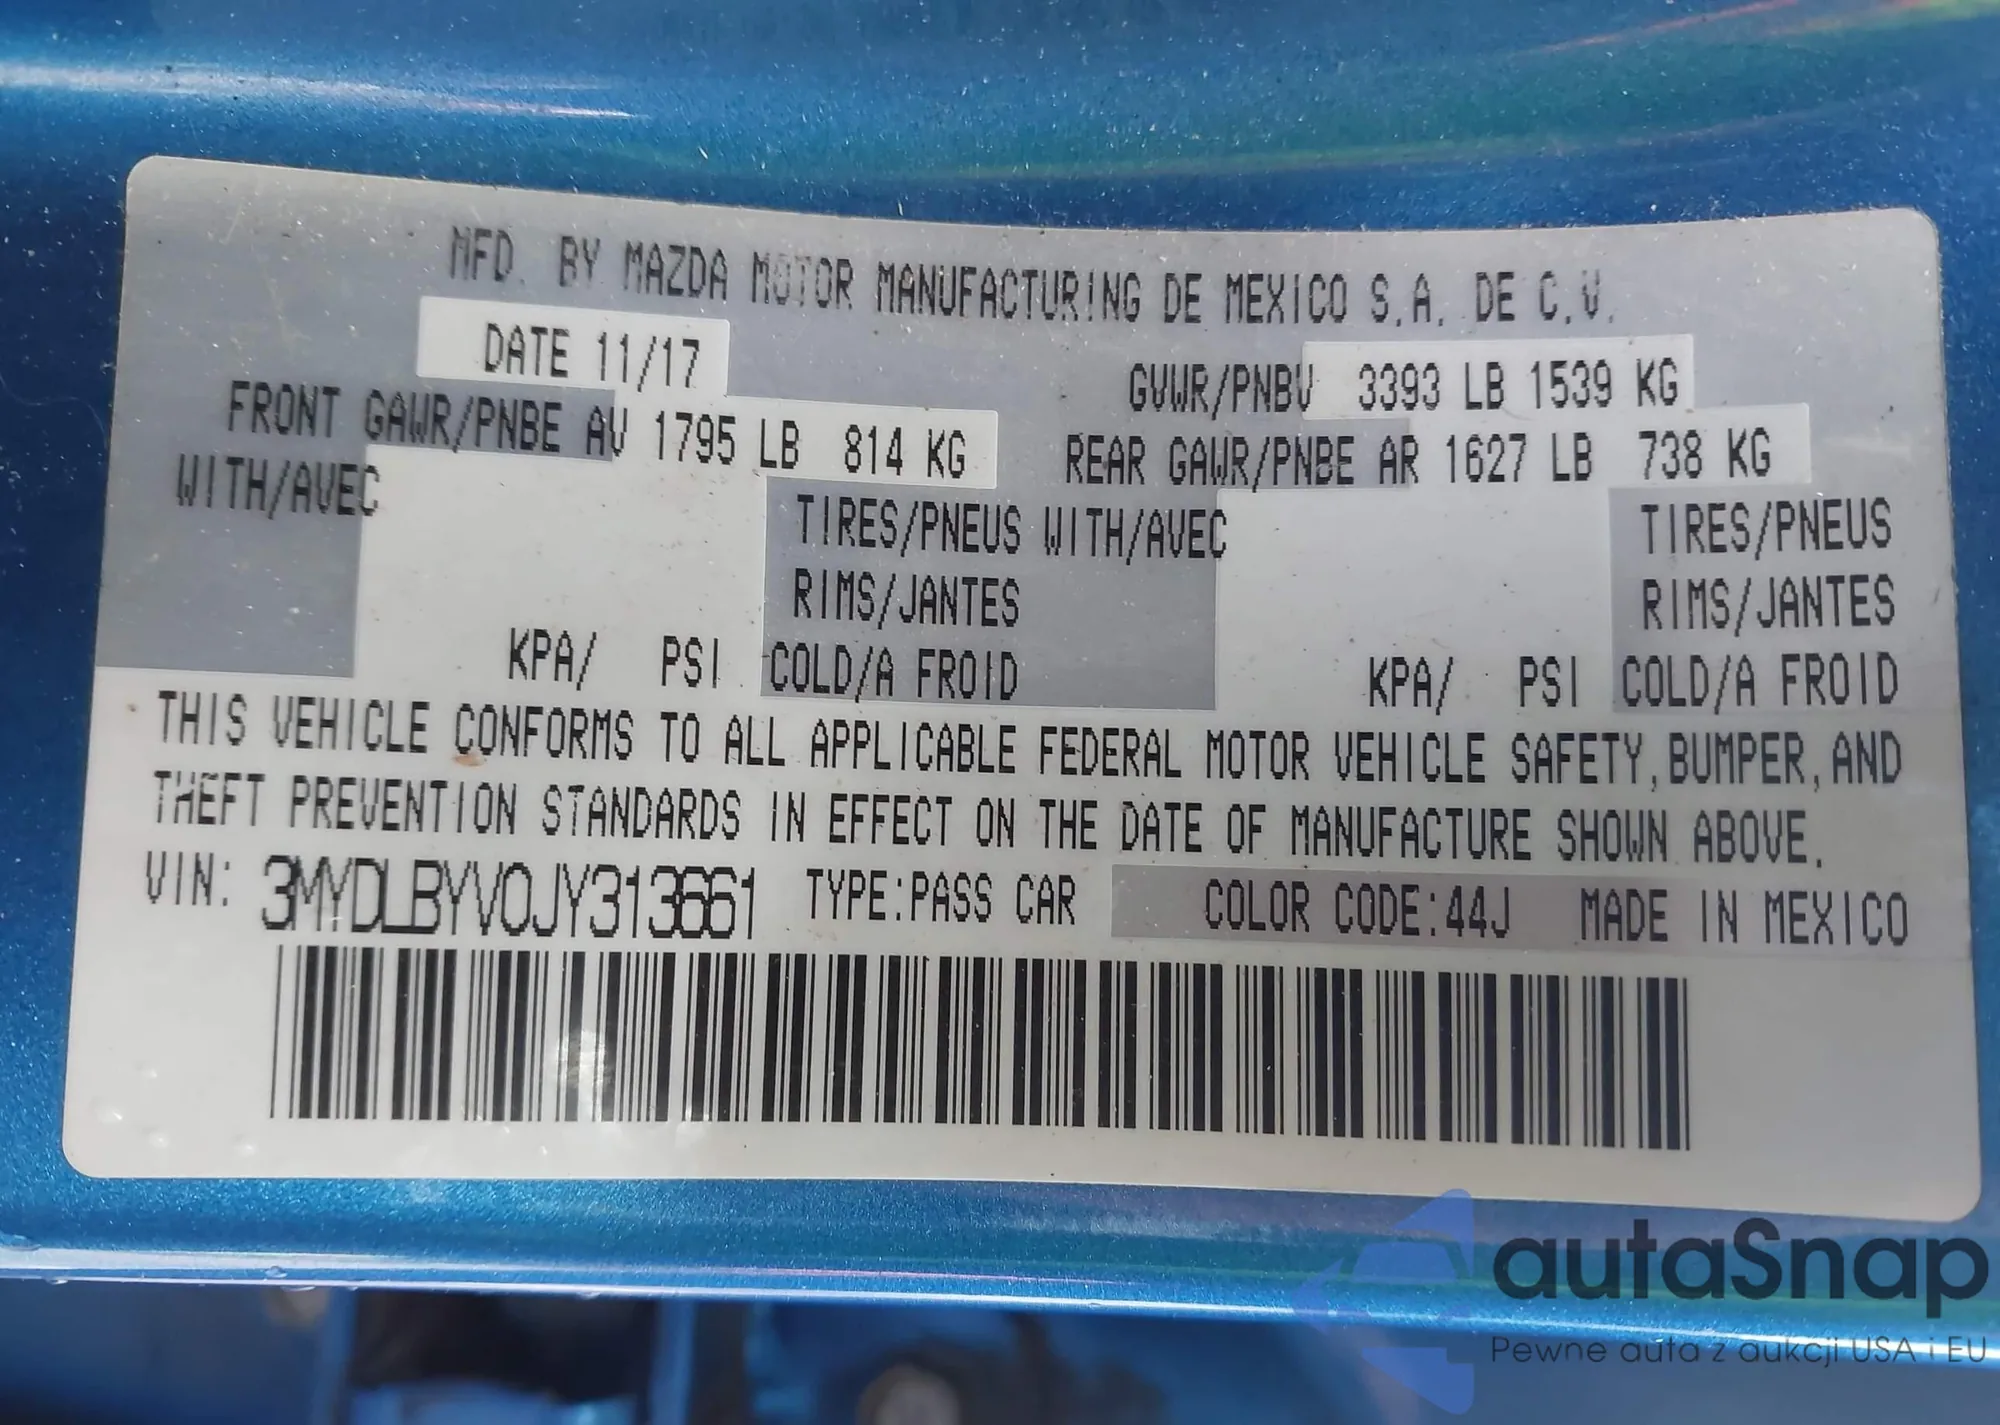 MFD. BY MAZDA MOTOR MANUFACTURING DE MEXICO S.A. DE C.V.
DATE 11/17
GVWR/PNBV 3393 LB 1539 KG
FRONT GAWR/PNBE AV 1795 LB 814 KG
REAR GAWR/PNBE AR 1627 LB 738 KG
WITH/AVEC TIRES/PNEUS WITH/AVEC TIRES/PNEUS
RIMS/JANTES RIMS/JANTES
KPA/ PSI COLD/A FROID KPA/ PSI COLD/A FROID
THIS VEHICLE CONFORMS TO ALL APPLICABLE FEDERAL MOTOR VEHICLE SAFETY, BUMPER, AND
THEFT PREVENTION STANDARDS IN EFFECT ON THE DATE OF MANUFACTURE SHOWN ABOVE.
VIN: 3MYDLBYV0JY313661 TYPE:PASS CAR COLOR CODE:44J MADE IN MEXICO
autaSnap
Pewne auta z aukcji USA i EU